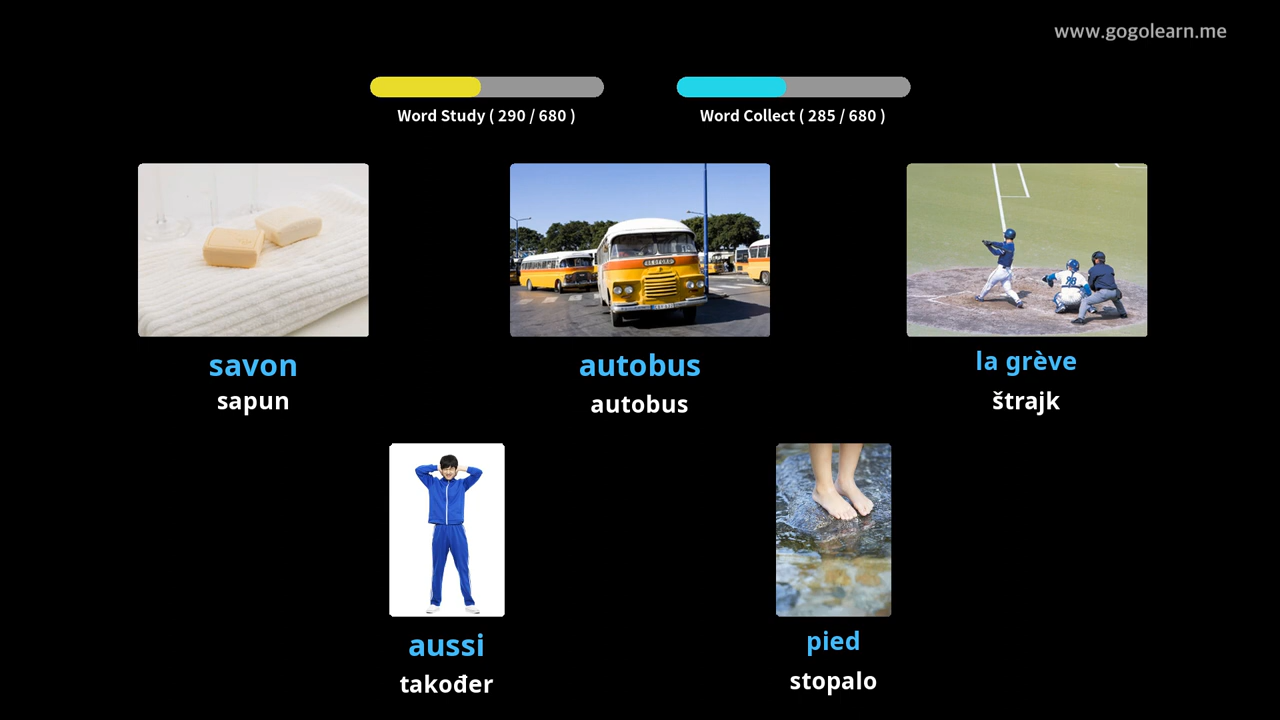 www.gogolearn.me
Word Study ( 290 / 680 )
Word Collect ( 285 / 680 )
savon
sapun
autobus
autobus
la grève
štrajk
aussi
također
pied
stopalo